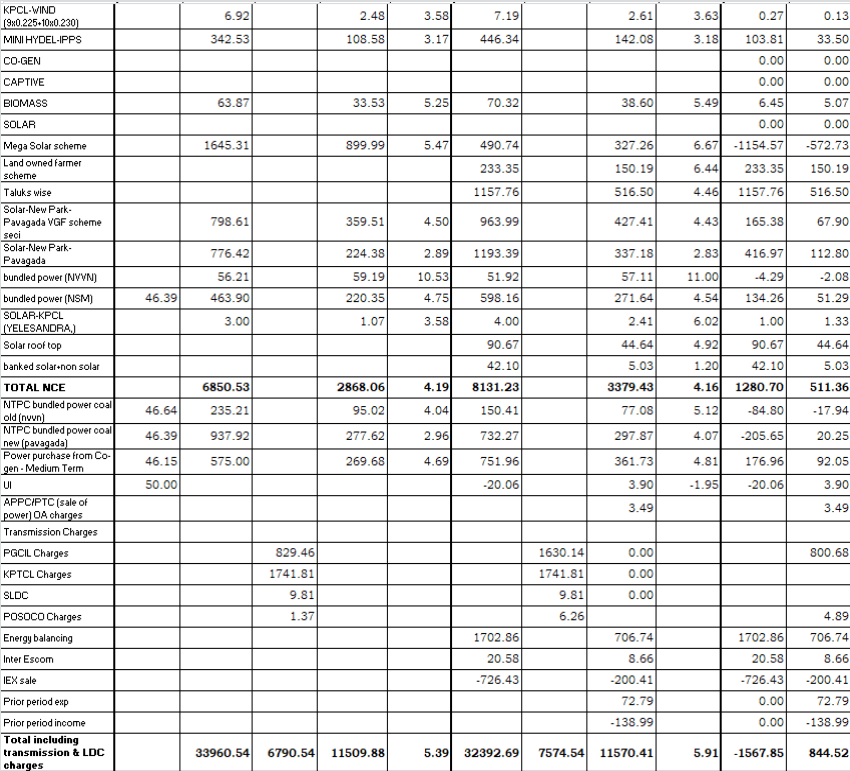 KPCL-WIND (9x0.225+10x0.230) 6.92 2.48 3.58 7.19 2.61 3.63 0.27 0.13
MINI HYDEL-IPPS 342.53 108.58 3.17 446.34 142.08 3.18 103.81 33.50
CO-GEN 0.00 0.00
CAPTIVE 0.00 0.00
BIOMASS 63.87 33.53 5.25 70.32 38.60 5.49 6.45 5.07
SOLAR 0.00 0.00
Mega Solar scheme 1645.31 899.99 5.47 490.74 327.26 6.67 -1154.57 -572.73
Land owned farmer scheme 233.35 150.19 6.44 233.35 150.19
Taluks wise 1157.76 516.50 4.46 1157.76 516.50
Solar-New Park-Pavagada VGF scheme seci 798.61 359.51 4.50 963.99 427.41 4.43 165.38 67.90
Solar-New Park-Pavagada 776.42 224.38 2.89 1193.39 337.18 2.83 416.97 112.80
bundled power (NVVN) 56.21 59.19 10.53 51.92 57.11 11.00 -4.29 -2.08
bundled power (NSM) 46.39 463.90 220.35 4.75 598.16 271.64 4.54 134.26 51.29
SOLAR-KPCL (YELESANDRA,) 3.00 1.07 3.58 4.00 2.41 6.02 1.00 1.33
Solar roof top 90.67 44.64 4.92 90.67 44.64
banked solar+non solar 42.10 5.03 1.20 42.10 5.03
TOTAL NCE 6850.53 2868.06 4.19 8131.23 3379.43 4.16 1280.70 511.36
NTPC bundled power coal old (nvvn) 46.64 235.21 95.02 4.04 150.41 77.08 5.12 -84.80 -17.94
NTPC bundled power coal new (pavagada) 46.39 937.92 277.62 2.96 732.27 297.87 4.07 -205.65 20.25
Power purchase from Co-gen - Medium Term 46.15 575.00 269.68 4.69 751.96 361.73 4.81 176.96 92.05
UI 50.00 -20.06 3.90 -1.95 -20.06 3.90
APPC/PTC (sale of power) OA charges 3.49 3.49
Transmission Charges
PGCIL Charges 829.46 1630.14 0.00 800.68
KPTCL Charges 1741.81 1741.81 0.00
SLDC 9.81 9.81 0.00
POSOCO Charges 1.37 6.26 4.89
Energy balancing 1702.86 706.74 1702.86 706.74
Inter Escom 20.58 8.66 20.58 8.66
IEX sale -726.43 -200.41 -726.43 -200.41
Prior period exp 72.79 0.00 72.79
Prior period income -138.99 0.00 -138.99
Total including transmission & LDC charges 33960.54 6790.54 11509.88 5.39 32392.69 7574.54 11570.41 5.91 -1567.85 844.52